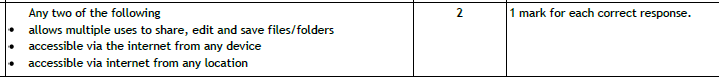 Any two of the following 2 1 mark for each correct response.
• allows multiple uses to share, edit and save files/folders
• accessible via the internet from any device
• accessible via internet from any location